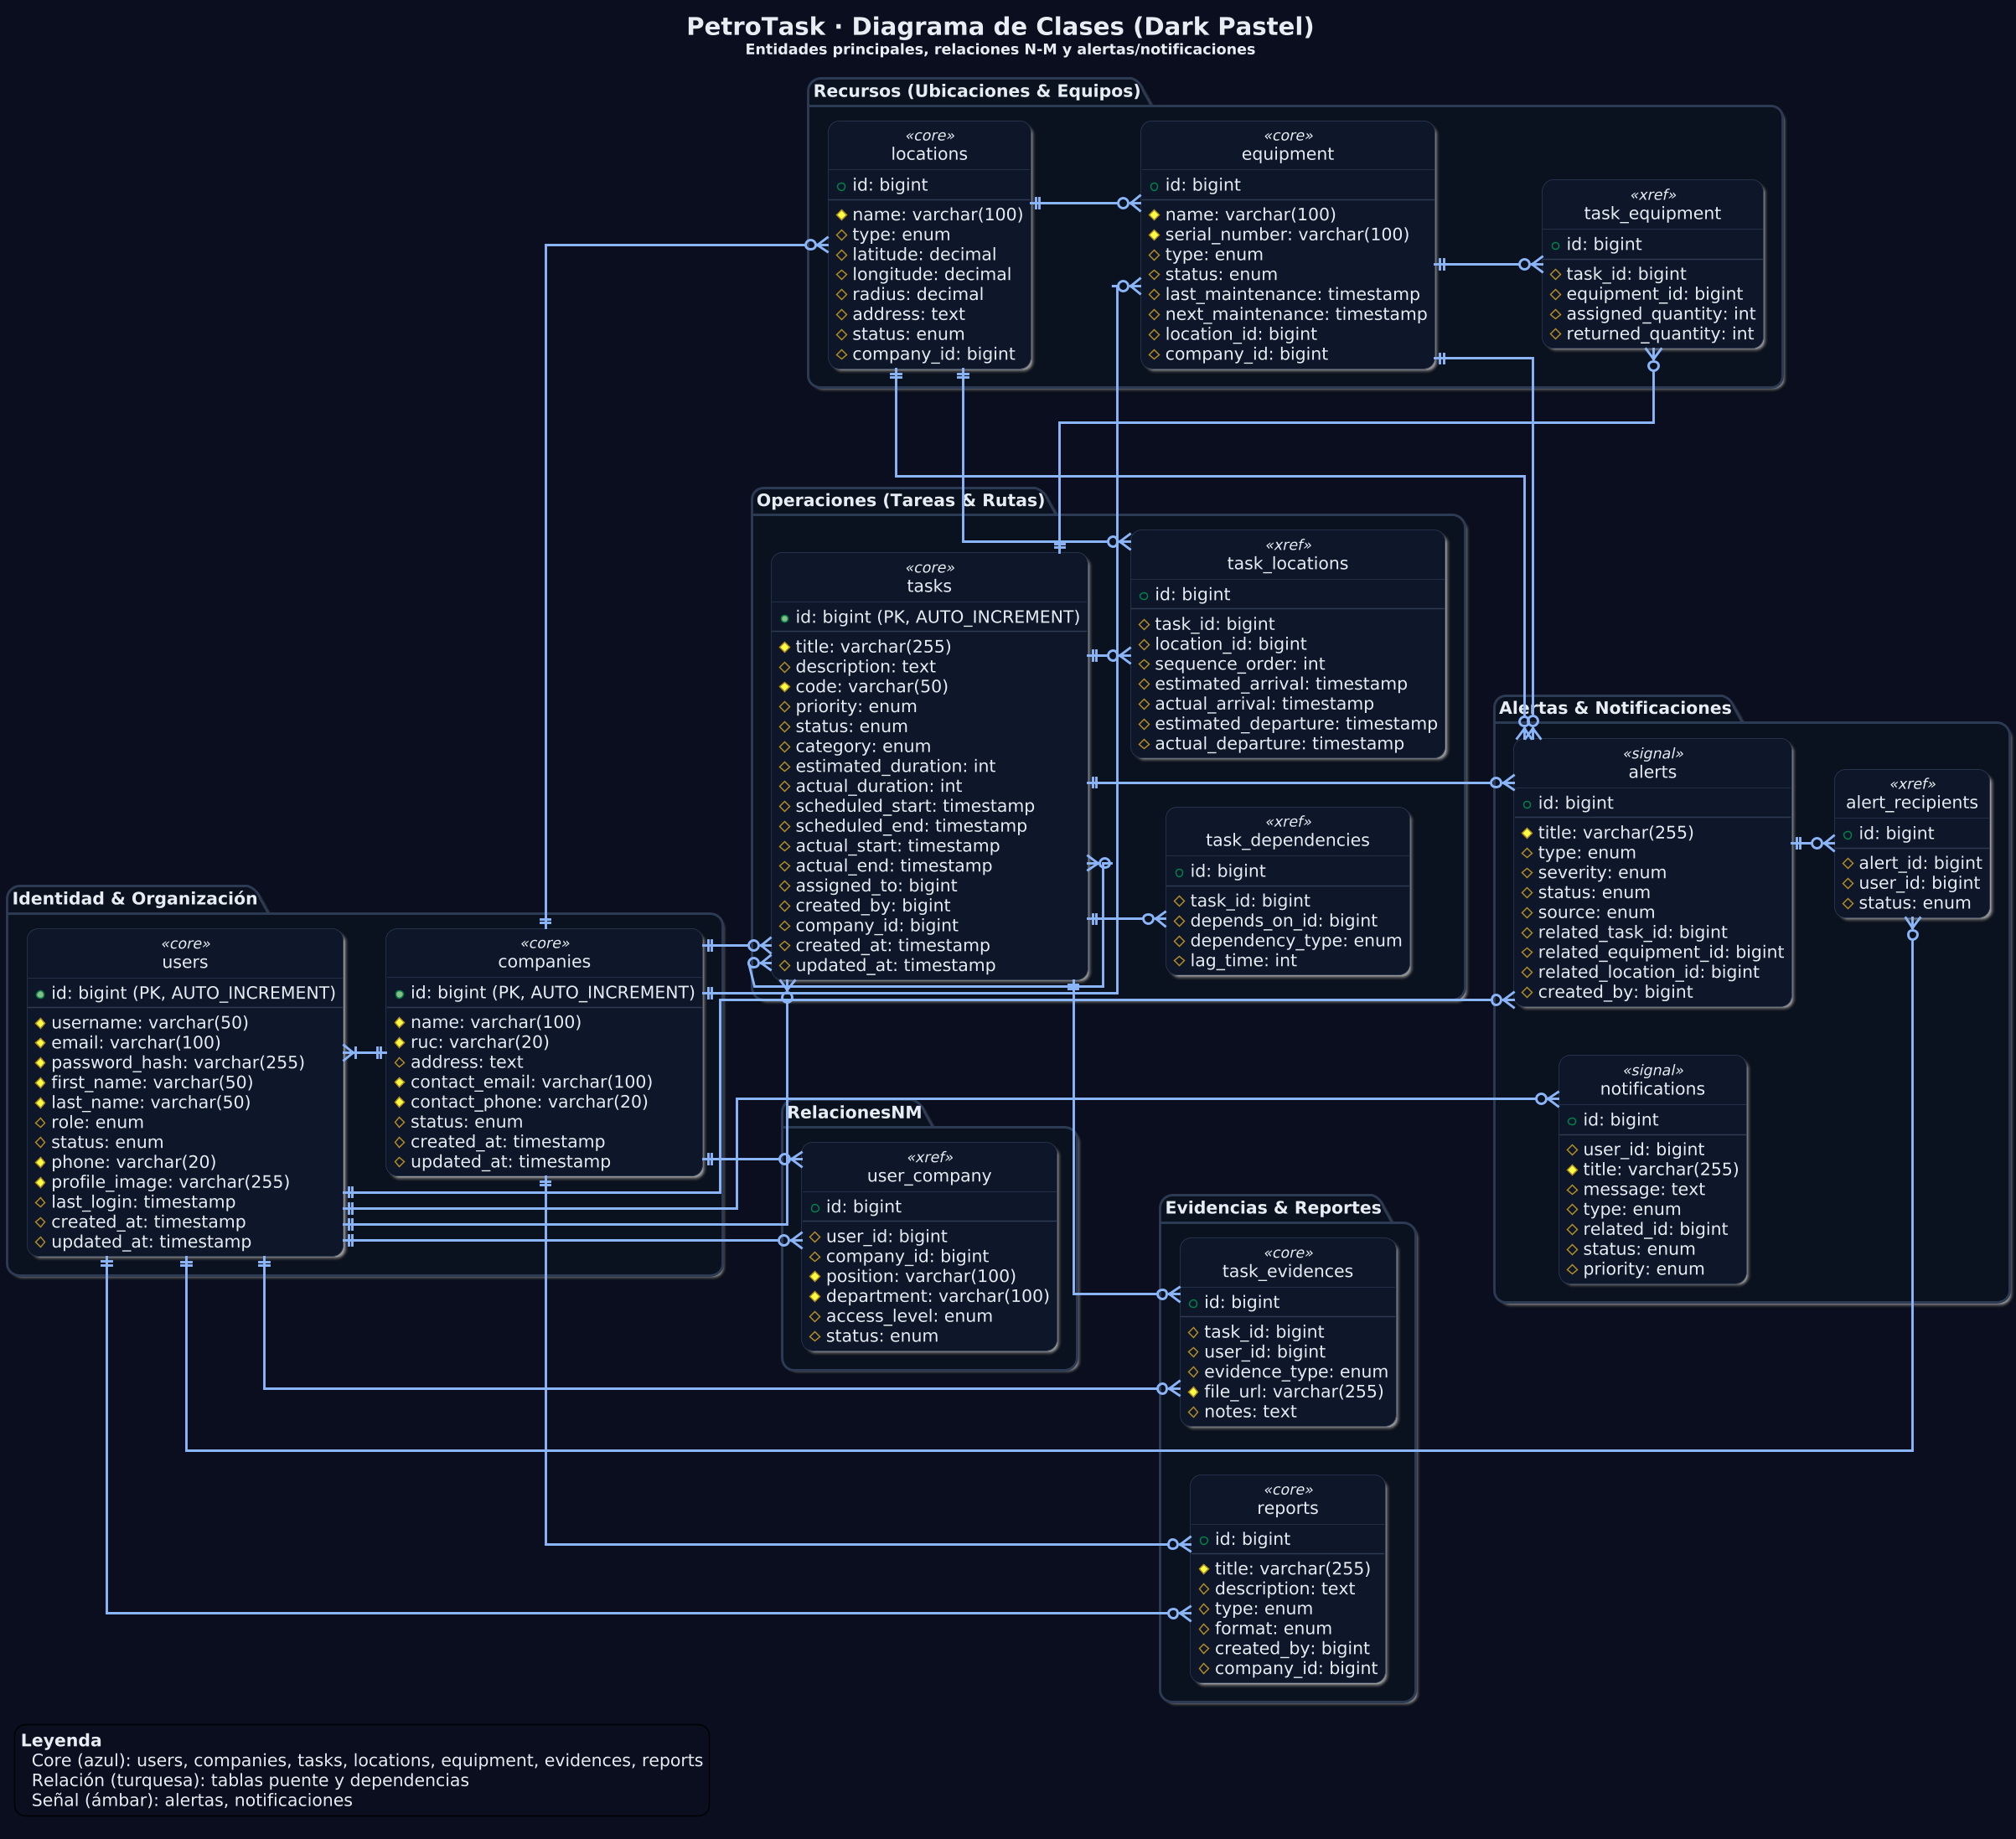 PetroTask · Diagrama de Clases (Dark Pastel)
Entidades principales, relaciones N-M y alertas/notificaciones
Recursos (Ubicaciones & Equipos)
«core»
locations
id: bigint
name: varchar(100)
type: enum
latitude: decimal
longitude: decimal
radius: decimal
address: text
status: enum
company_id: bigint
«core»
equipment
id: bigint
name: varchar(100)
serial_number: varchar(100)
type: enum
status: enum
last_maintenance: timestamp
next_maintenance: timestamp
location_id: bigint
company_id: bigint
«xref»
task_equipment
id: bigint
task_id: bigint
equipment_id: bigint
assigned_quantity: int
returned_quantity: int
Operaciones (Tareas & Rutas)
«core»
tasks
id: bigint (PK, AUTO_INCREMENT)
title: varchar(255)
description: text
code: varchar(50)
priority: enum
status: enum
category: enum
estimated_duration: int
actual_duration: int
scheduled_start: timestamp
scheduled_end: timestamp
actual_start: timestamp
actual_end: timestamp
assigned_to: bigint
created_by: bigint
company_id: bigint
created_at: timestamp
updated_at: timestamp
«xref»
task_locations
id: bigint
task_id: bigint
location_id: bigint
sequence_order: int
estimated_arrival: timestamp
actual_arrival: timestamp
estimated_departure: timestamp
actual_departure: timestamp
«xref»
task_dependencies
id: bigint
task_id: bigint
depends_on_id: bigint
dependency_type: enum
lag_time: int
Alertas & Notificaciones
«signal»
alerts
id: bigint
title: varchar(255)
type: enum
severity: enum
status: enum
source: enum
related_task_id: bigint
related_equipment_id: bigint
related_location_id: bigint
created_by: bigint
«xref»
alert_recipients
id: bigint
alert_id: bigint
user_id: bigint
status: enum
«signal»
notifications
id: bigint
user_id: bigint
title: varchar(255)
message: text
type: enum
related_id: bigint
status: enum
priority: enum
Identidad & Organización
«core»
users
id: bigint (PK, AUTO_INCREMENT)
username: varchar(50)
email: varchar(100)
password_hash: varchar(255)
first_name: varchar(50)
last_name: varchar(50)
role: enum
status: enum
phone: varchar(20)
profile_image: varchar(255)
last_login: timestamp
created_at: timestamp
updated_at: timestamp
«core»
companies
id: bigint (PK, AUTO_INCREMENT)
name: varchar(100)
ruc: varchar(20)
address: text
contact_email: varchar(100)
contact_phone: varchar(20)
status: enum
created_at: timestamp
updated_at: timestamp
RelacionesNM
«xref»
user_company
id: bigint
user_id: bigint
company_id: bigint
position: varchar(100)
department: varchar(100)
access_level: enum
status: enum
Evidencias & Reportes
«core»
task_evidences
id: bigint
task_id: bigint
user_id: bigint
evidence_type: enum
file_url: varchar(255)
notes: text
«core»
reports
id: bigint
title: varchar(255)
description: text
type: enum
format: enum
created_by: bigint
company_id: bigint
Leyenda
Core (azul): users, companies, tasks, locations, equipment, evidences, reports
Relación (turquesa): tablas puente y dependencias
Señal (ámbar): alertas, notificaciones